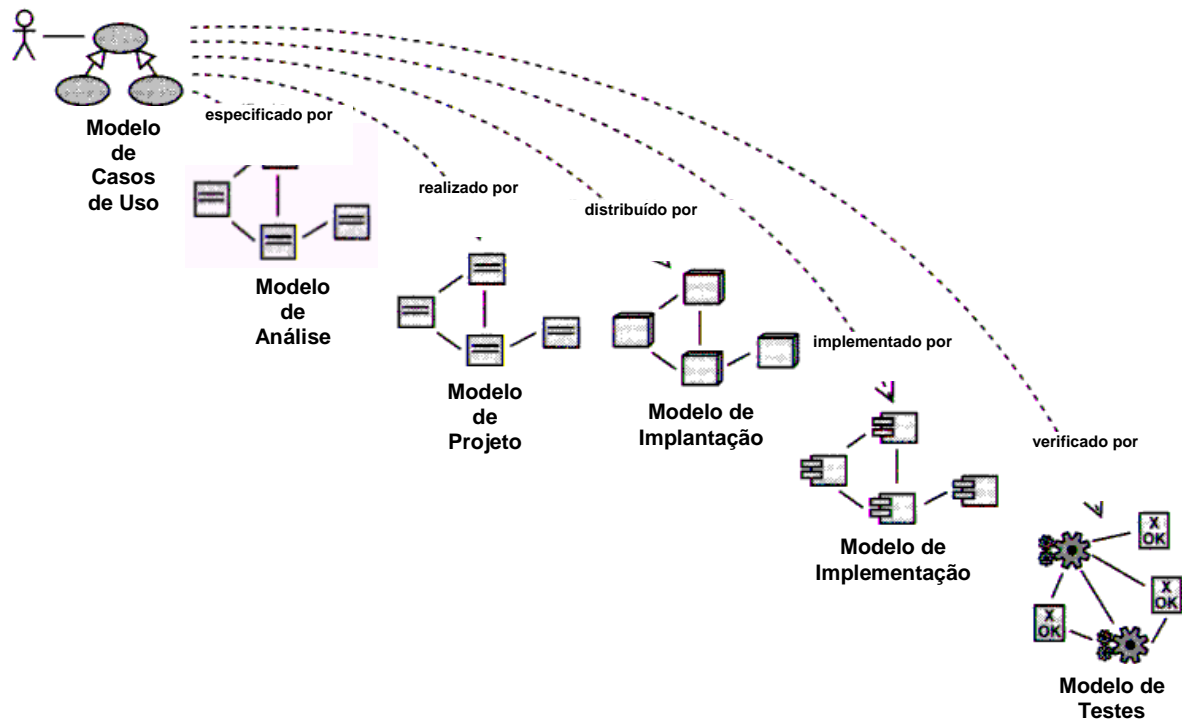 especificado por
Modelo
de
Casos
de Uso
realizado por
distribuído por
Modelo
de
Análise
implementado por
Modelo
de
Projeto
Modelo de
Implantação
verificado por
X
OK
Modelo de
Implementação
X
OK
X
OK
Modelo de
Testes